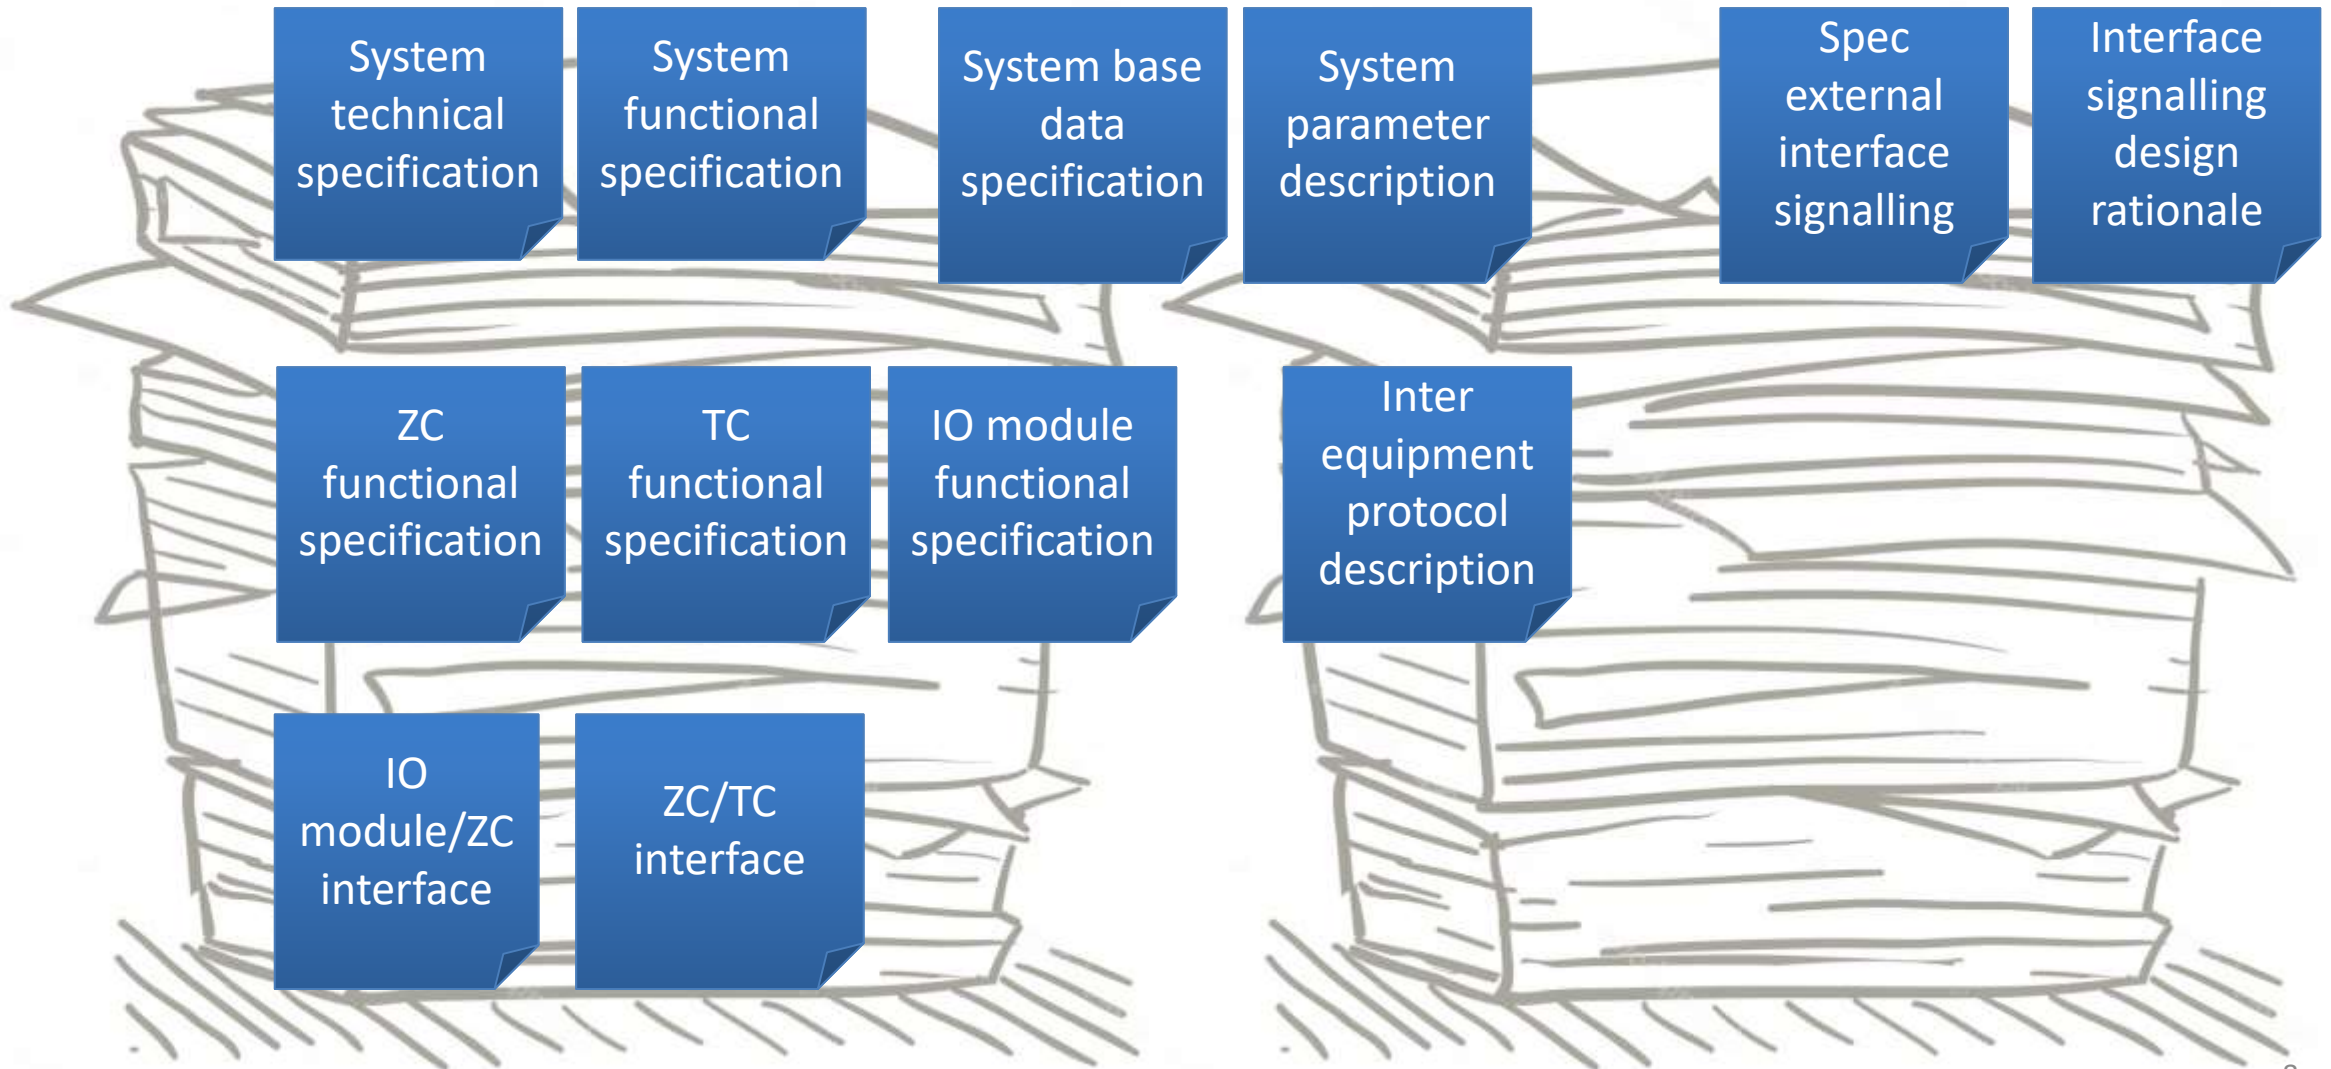 System
technical
specification
System
functional
specification
System base
data
specification
System
parameter
description
Spec
external
interface
signalling
Interface
signalling
design
rationale
ZC
functional
specification
TC
functional
specification
IO module
functional
specification
Inter
equipment
protocol
description
IO
module/ZC
interface
ZC/TC
interface